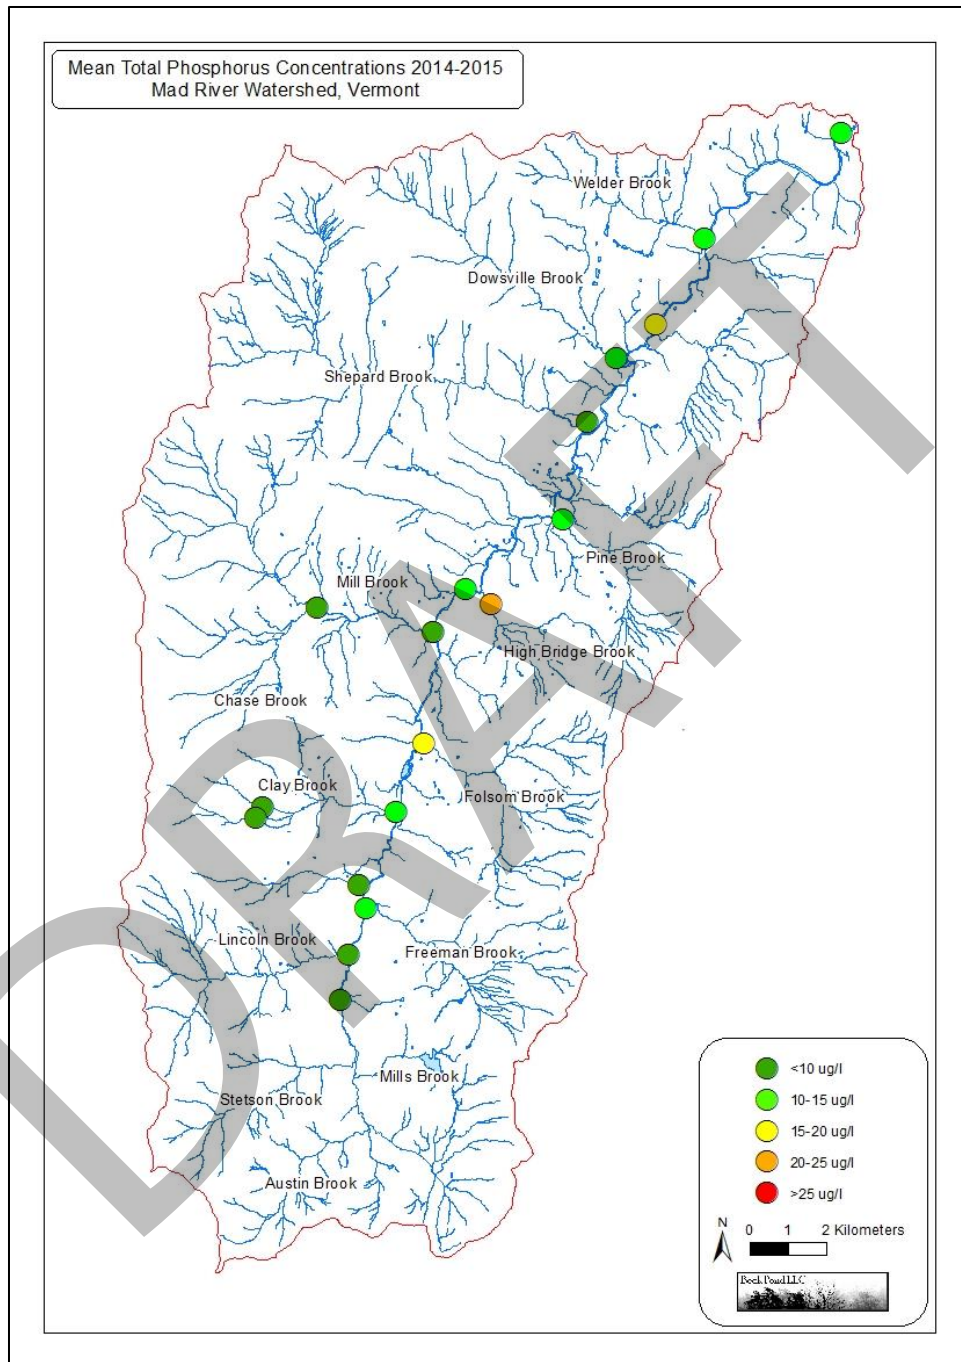 Mean Total Phosphorus Concentrations 2014-2015
Mad River Watershed, Vermont
Welder Brook
Dowsville Brook
Shepard Brook
Pine Brook
Mill Brook
High Bridge Brook
Chase Brook
Clay Brook
Folsom Brook
Lincoln Brook
Freeman Brook
Mills Brook
Stetson Brook
Austin Brook
DRAFT
<10 ug/l
10-15 ug/l
15-20 ug/l
20-25 ug/l
>25 ug/l
N
0 1 2 Kilometers
Beck Pond LLC